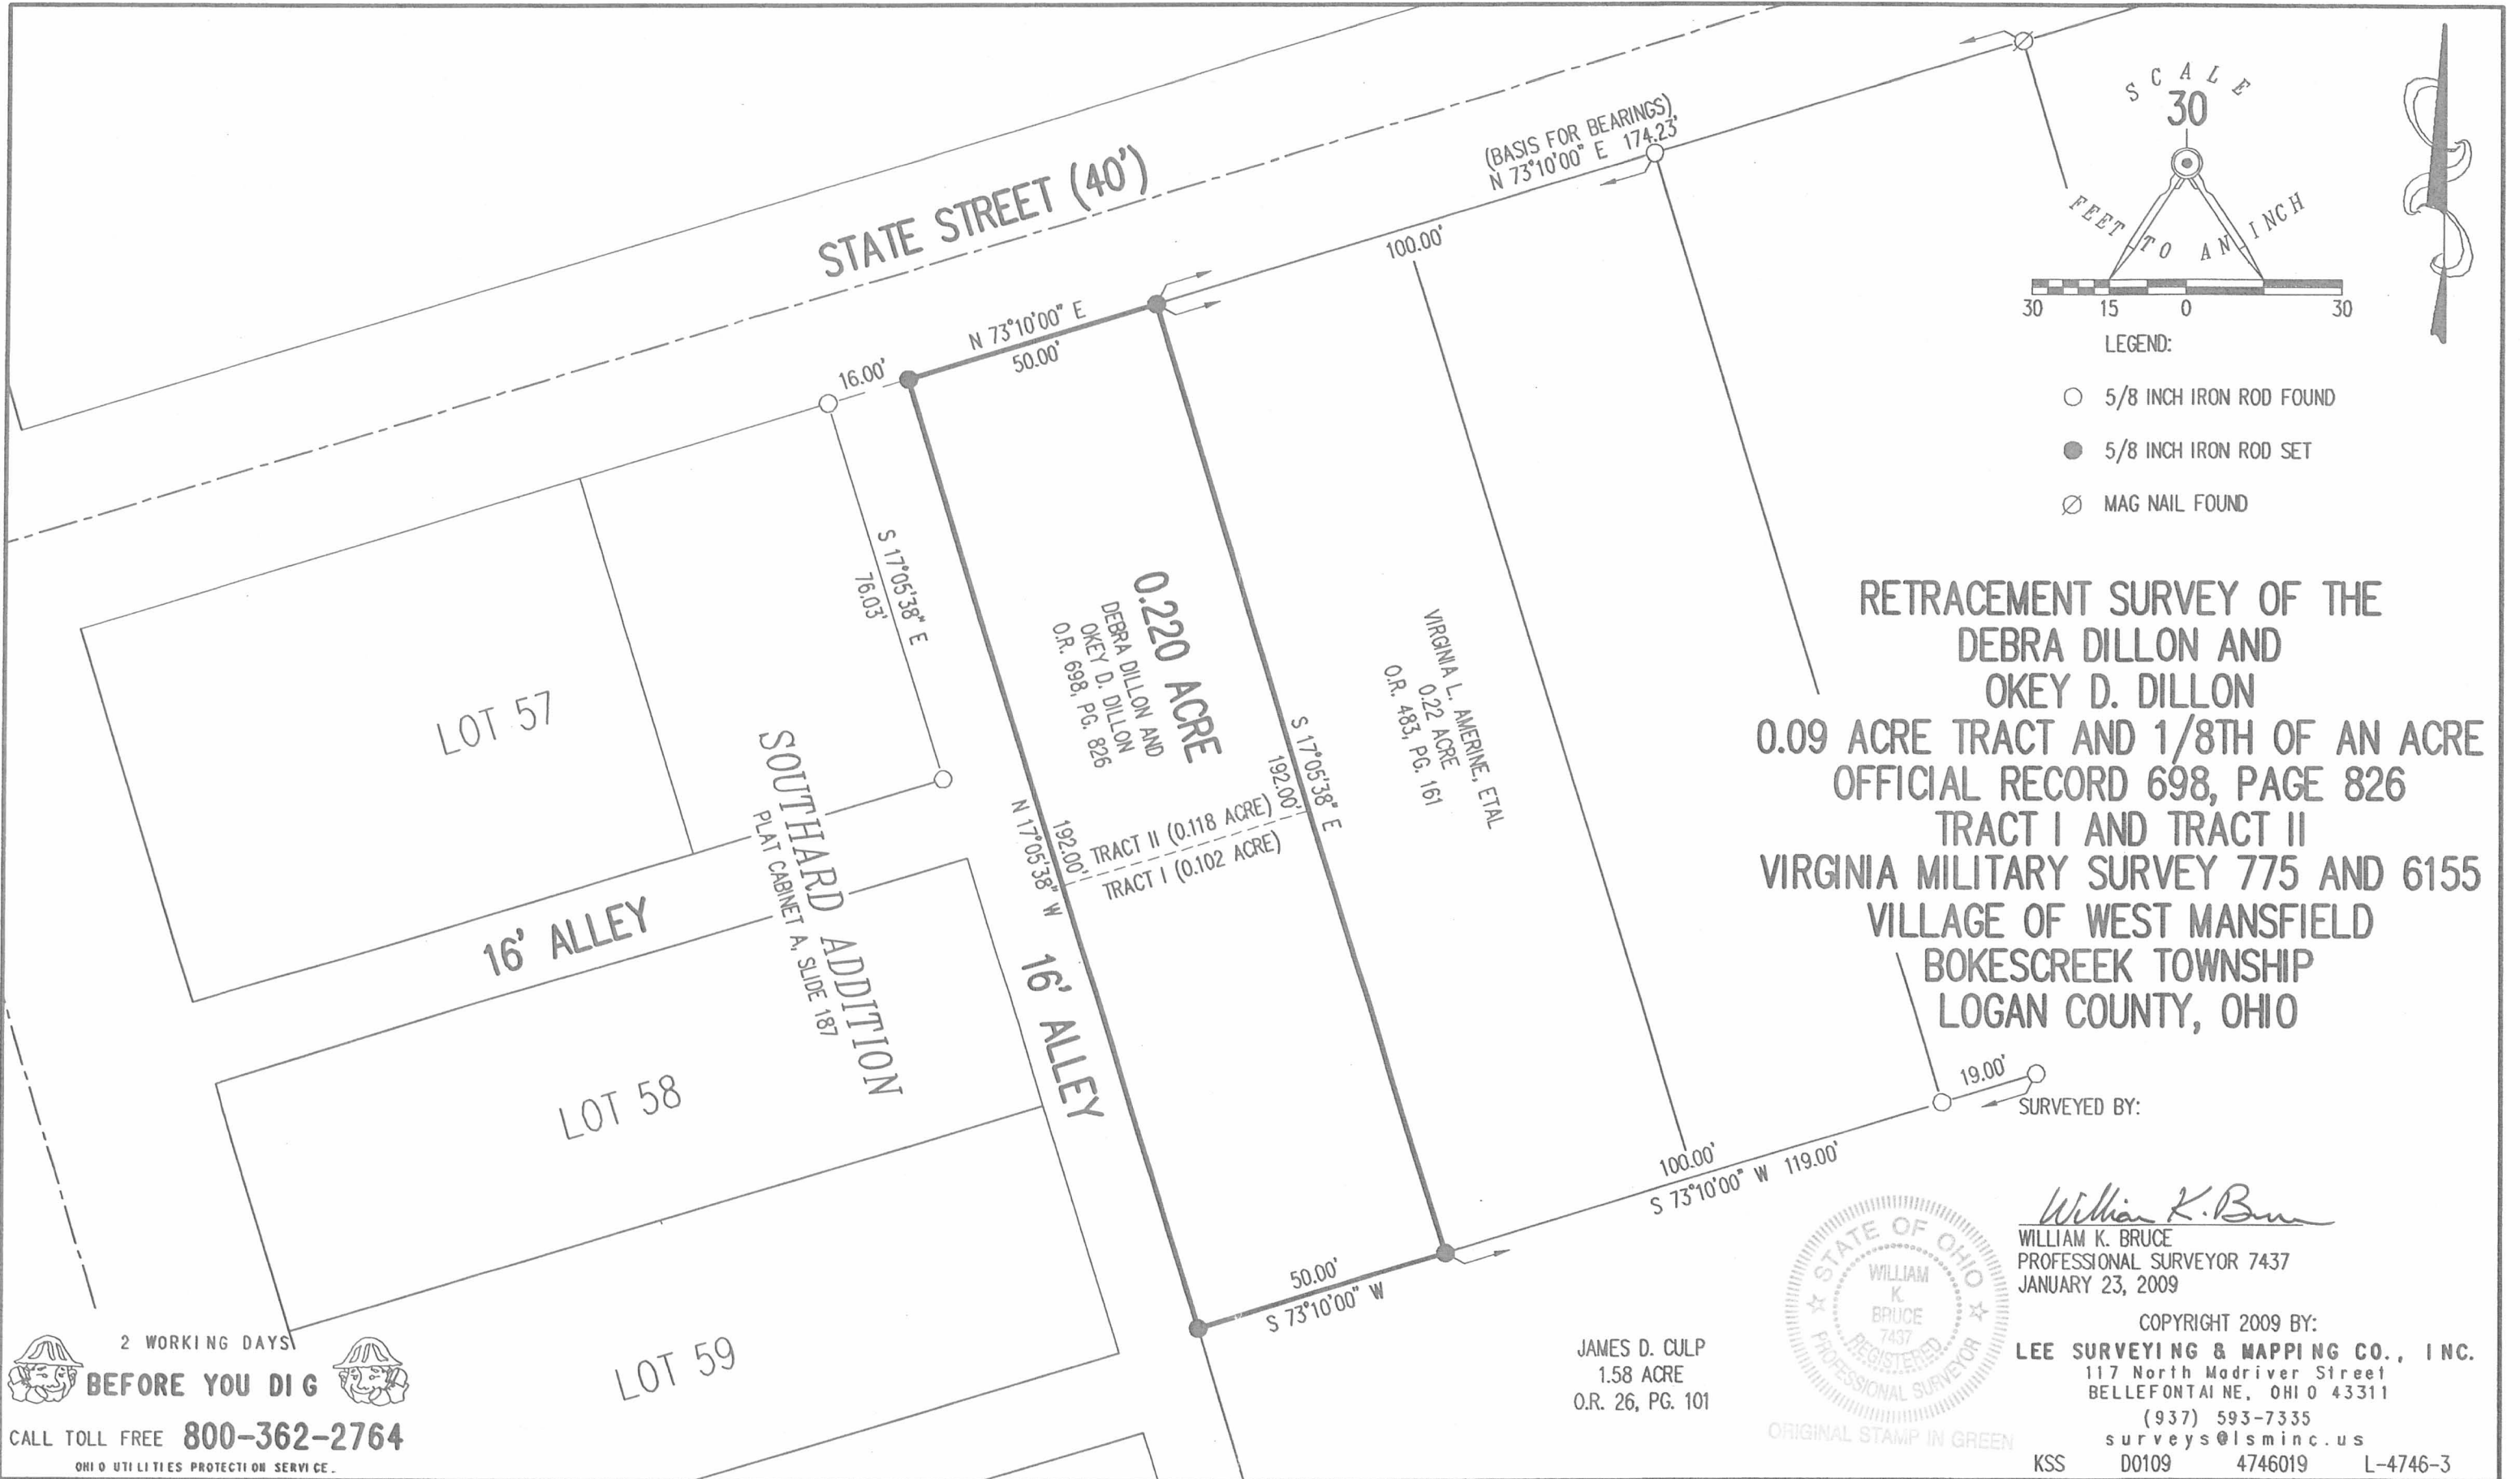 STATE STREET (40')
(BASIS FOR BEARINGS)
N 73°10'00" E 174.23'
100.00'
N 73°10'00" E
50.00'
16.00'
S 17°05'38" E
76.03'
LOT 57
SOUTHARD ADDITION
PLAT CABINET A, SLIDE 187
16' ALLEY
LOT 58
LOT 59
16' ALLEY
N 17°05'38" W
192.00'
0.220 ACRE
DEBRA DILLON AND
OKEY D. DILLON
O.R. 698, PG. 826
TRACT II (0.118 ACRE)
TRACT I (0.102 ACRE)
S 17°05'38" E
192.00'
VIRGINIA L. AMERINE, ETAL
0.22 ACRE
O.R. 483, PG. 161
50.00'
S 73°10'00" W
100.00'
S 73°10'00" W 119.00'
19.00'
JAMES D. CULP
1.58 ACRE
O.R. 26, PG. 101
SCALE
30
FEET TO AN INCH
30 15 0 30
LEGEND:
5/8 INCH IRON ROD FOUND
5/8 INCH IRON ROD SET
MAG NAIL FOUND
RETRACEMENT SURVEY OF THE
DEBRA DILLON AND
OKEY D. DILLON
0.09 ACRE TRACT AND 1/8TH OF AN ACRE
OFFICIAL RECORD 698, PAGE 826
TRACT I AND TRACT II
VIRGINIA MILITARY SURVEY 775 AND 6155
VILLAGE OF WEST MANSFIELD
BOKESCREEK TOWNSHIP
LOGAN COUNTY, OHIO
SURVEYED BY:
William K. Bruce
WILLIAM K. BRUCE
PROFESSIONAL SURVEYOR 7437
JANUARY 23, 2009
STATE OF OHIO
WILLIAM
K.
BRUCE
7437
REGISTERED
PROFESSIONAL SURVEYOR
ORIGINAL STAMP IN GREEN
COPYRIGHT 2009 BY:
LEE SURVEYING & MAPPING CO., INC.
117 North Madriver Street
BELLEFONTAINE, OHIO 43311
(937) 593-7335
surveys@lsminc.us
KSS D0109 4746019 L-4746-3
2 WORKING DAYS
BEFORE YOU DIG
CALL TOLL FREE 800-362-2764
OHIO UTILITIES PROTECTION SERVICE.